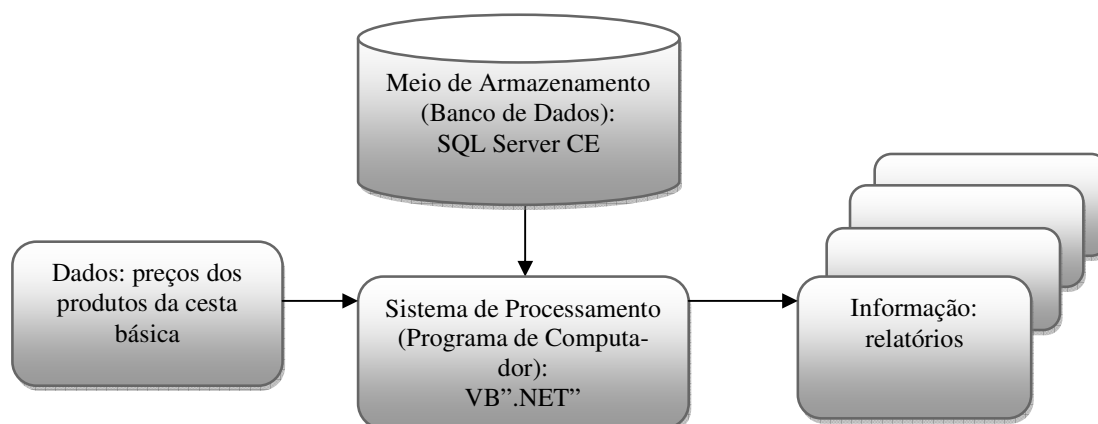 Meio de Armazenamento
(Banco de Dados):
SQL Server CE
Dados: preços dos
produtos da cesta
básica
Sistema de Processamento
(Programa de Computa-
dor):
VB”.NET”
Informação:
relatórios